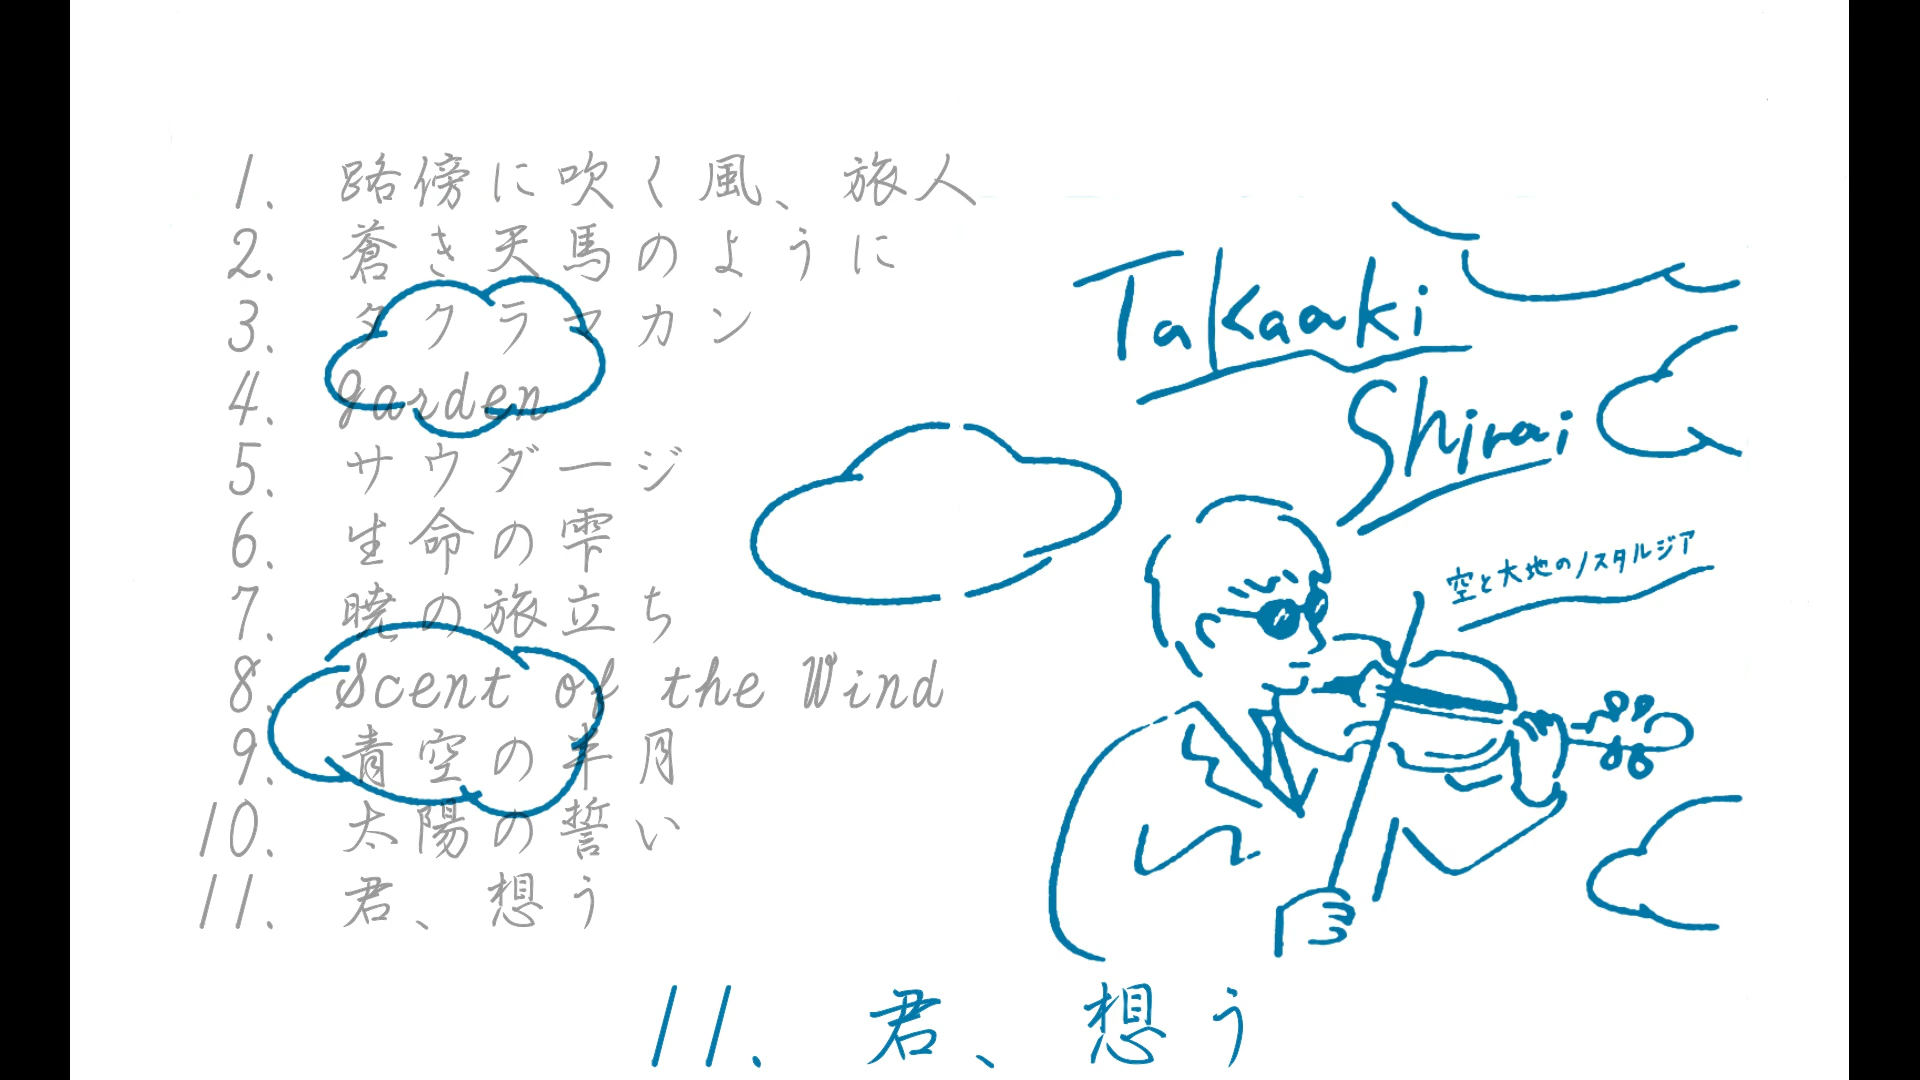 1. 路傍に吹く風、旅人
2. 蒼き天馬のように
3. タクラマカン
4. Garden
5. サウダージ
6. 生命の雫
7. 暁の旅立ち
8. Scent of the Wind
9. 青空の半月
10. 太陽の誓い
11. 君、想う
Takaaki
Shirai
空と大地のノスタルジア
11. 君、想う